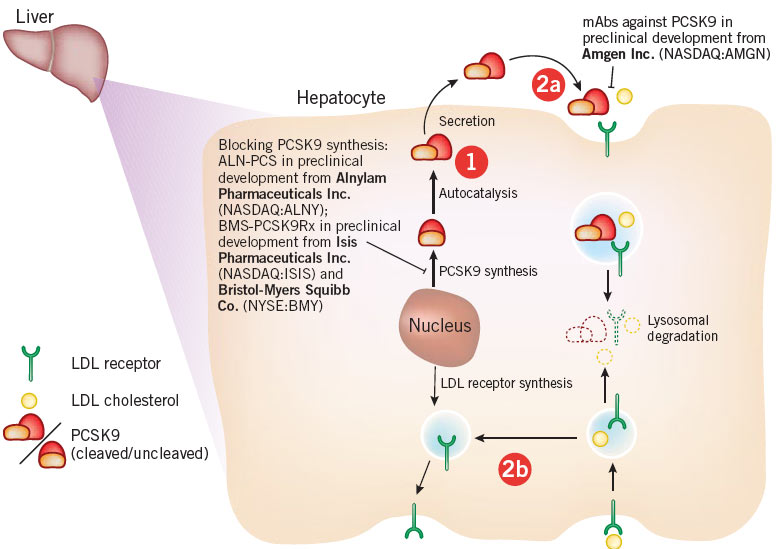 Liver
mAbs against PCSK9 in
preclinical development from
Amgen Inc. (NASDAQ:AMGN)
2a
Hepatocyte
Secretion
Blocking PCSK9 synthesis:
ALN-PCS in preclinical
development from Alnylam
Pharmaceuticals Inc.
(NASDAQ:ALNY);
BMS-PCSK9Rx in preclinical
development from Isis
Pharmaceuticals Inc.
(NASDAQ:ISIS) and
Bristol-Myers Squibb
Co. (NYSE:BMY)
1
Autocatalysis
PCSK9 synthesis
Nucleus
Lysosomal
degradation
LDL receptor synthesis
LDL receptor
LDL cholesterol
PCSK9
(cleaved/uncleaved)
2b